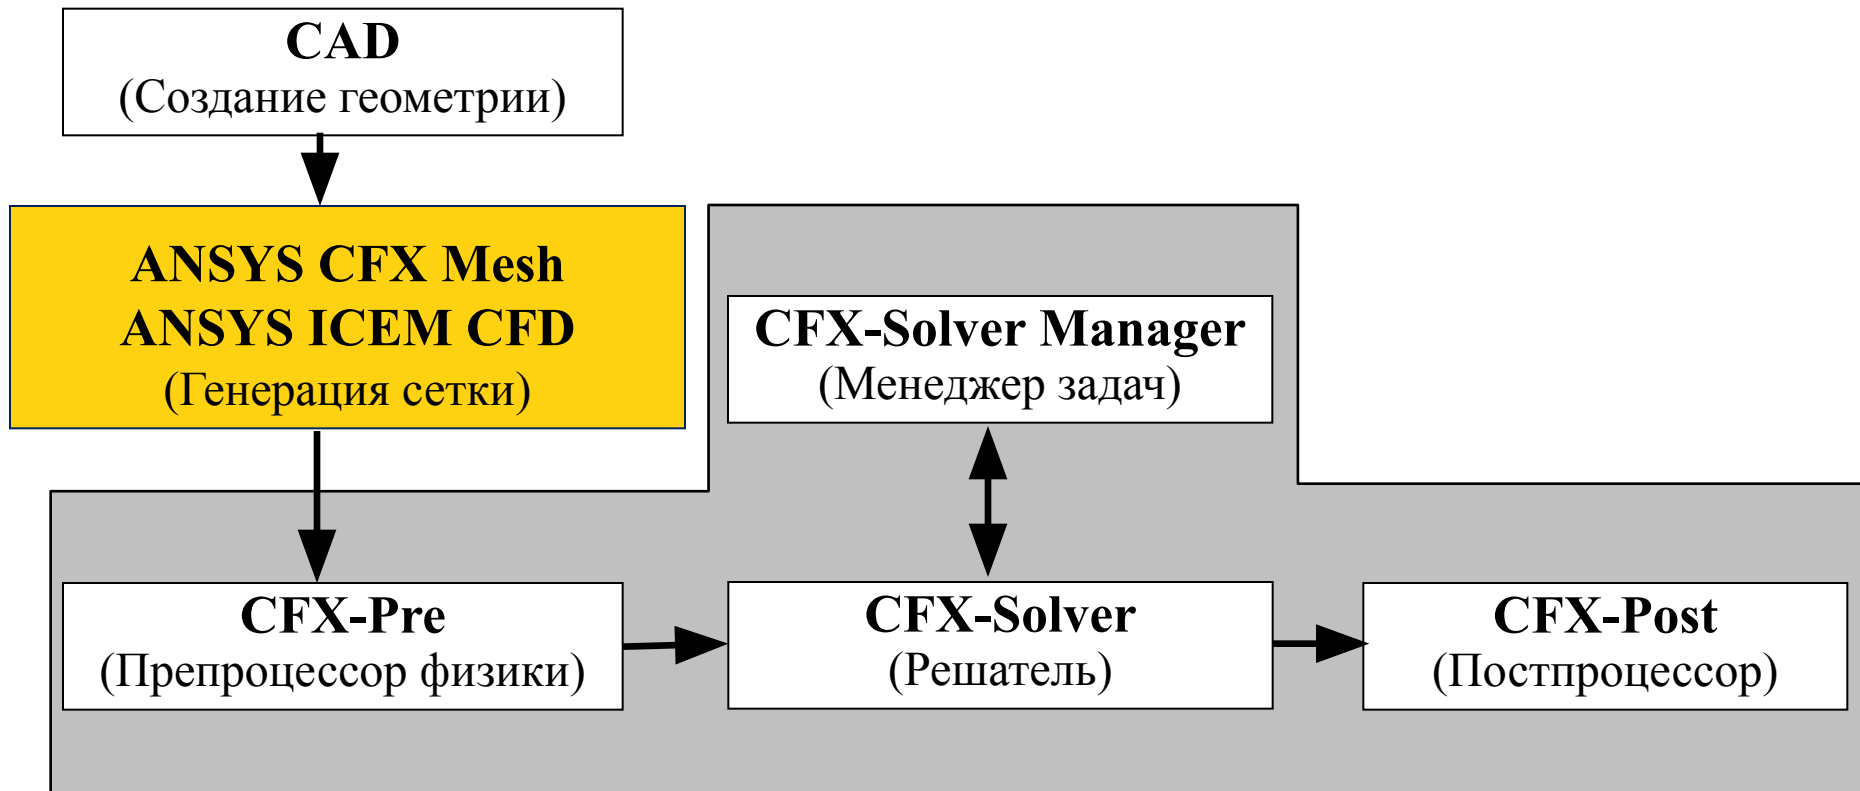 CAD
(Создание геометрии)
ANSYS CFX Mesh
ANSYS ICEM CFD
(Генерация сетки)
CFX-Solver Manager
(Менеджер задач)
CFX-Pre
(Препроцессор физики)
CFX-Solver
(Решатель)
CFX-Post
(Постпроцессор)